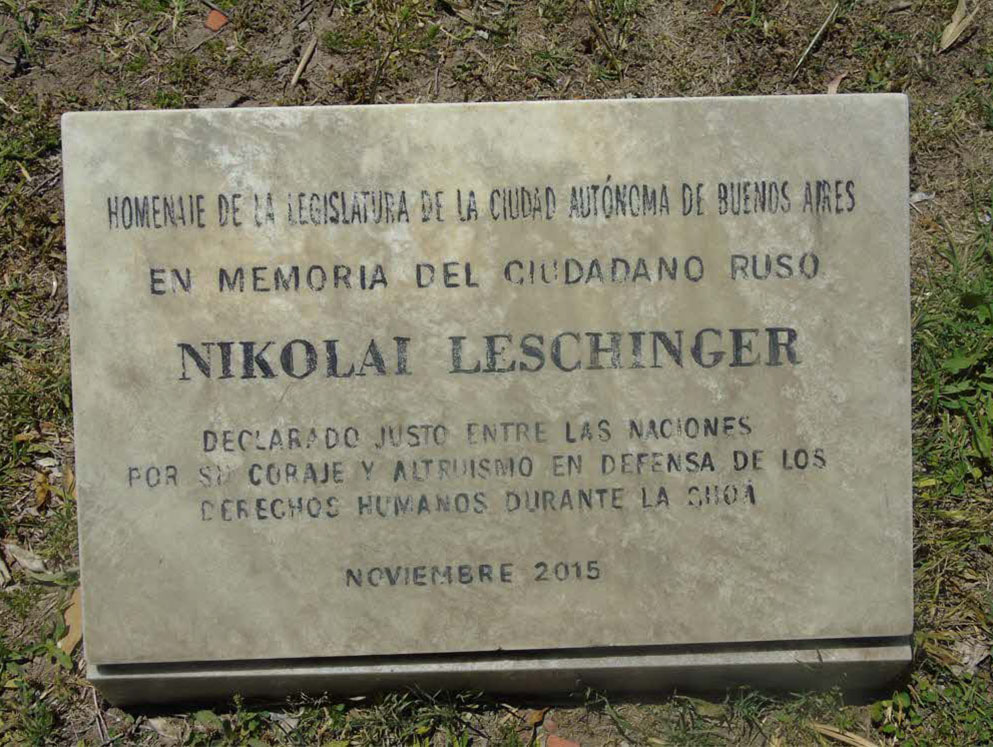 HOMENAJE DE LA LEGISLATURA DE LA CIUDAD AUTÓNOMA DE BUENOS AIRES
EN MEMORIA DEL CIUDADANO RUSO
NIKOLAI LESCHINGER
DECLARADO JUSTO ENTRE LAS NACIONES
POR SU CORAJE Y ALTRUISMO EN DEFENSA DE LOS
DERECHOS HUMANOS DURANTE LA SHOÁ
NOVIEMBRE 2015